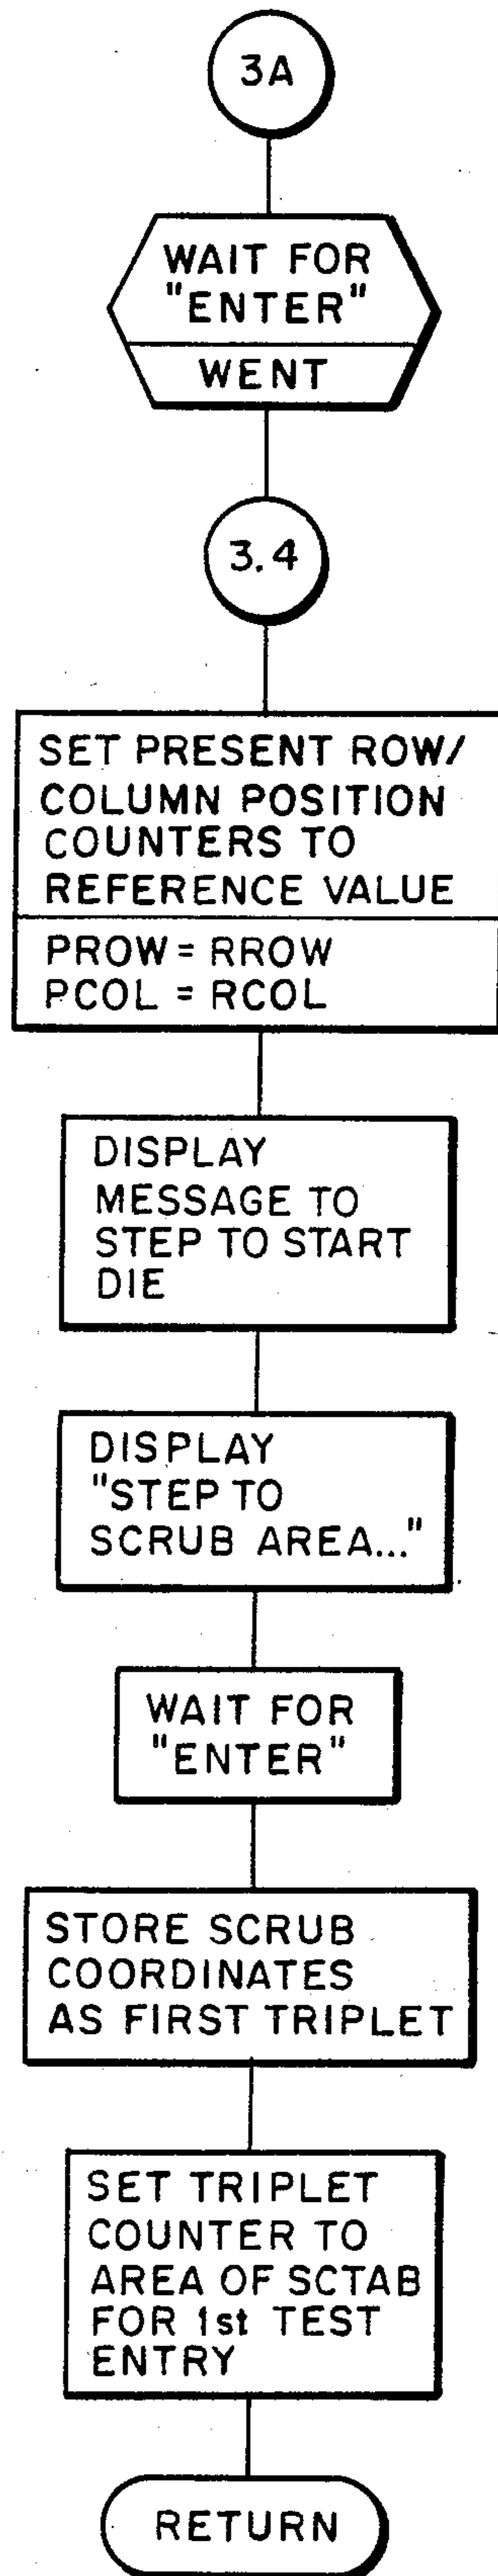 3A
WAIT FOR
"ENTER"
WENT
3.4
SET PRESENT ROW/
COLUMN POSITION
COUNTERS TO
REFERENCE VALUE
PROW = RROW
PCOL = RCOL
DISPLAY
MESSAGE TO
STEP TO START
DIE
DISPLAY
"STEP TO
SCRUB AREA..."
WAIT FOR
"ENTER"
STORE SCRUB
COORDINATES
AS FIRST TRIPLET
SET TRIPLET
COUNTER TO
AREA OF SCTAB
FOR 1st TEST
ENTRY
RETURN